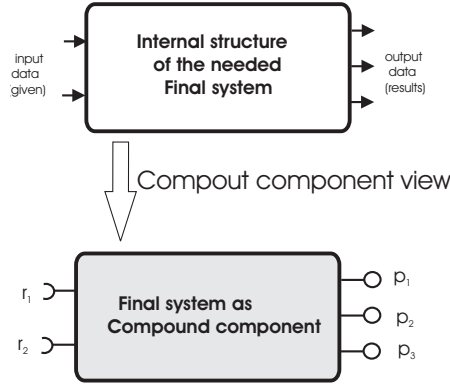 input
data
(given)
Internal structure
of the needed
Final system
output
data
(results)
Compout component view
r1
r2
Final system as
Compound component
p1
p2
p3